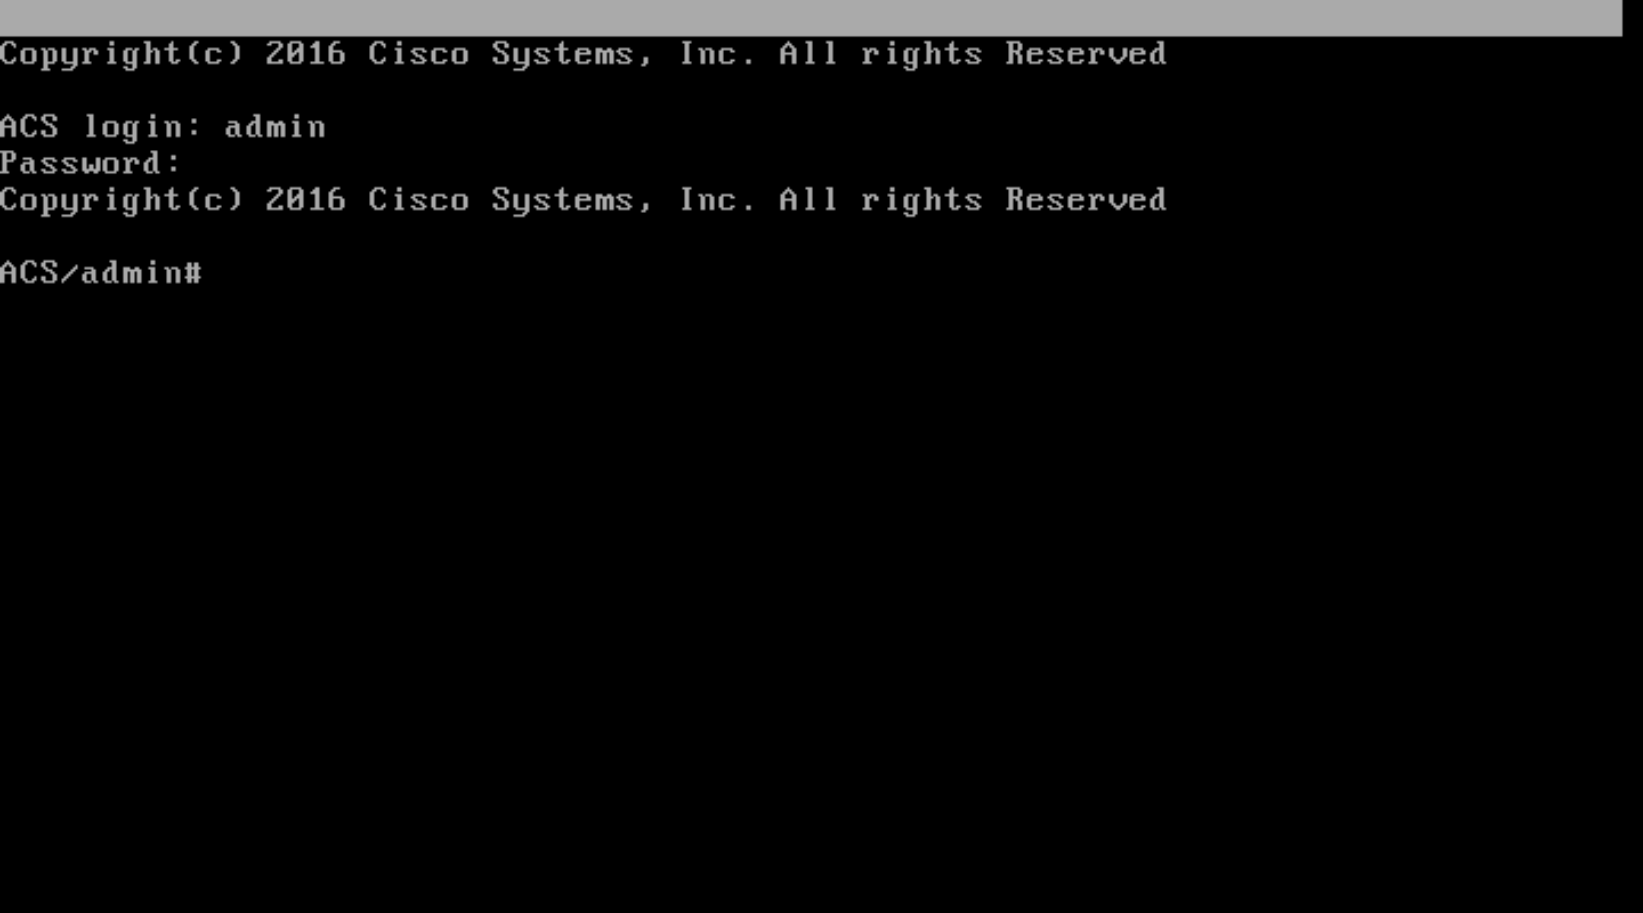 Copyright(c) 2016 Cisco Systems, Inc. All rights Reserved
ACS login: admin
Password:
Copyright(c) 2016 Cisco Systems, Inc. All rights Reserved
ACS/admin#